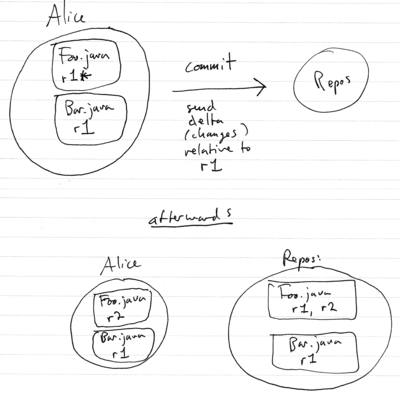 Alice
Foo.java
r1*
Bar.java
r1
commit
send
delta
(changes)
relative to
r1
Repos
afterwards
Alice
Foo.java
r2
Bar.java
r1
Repos:
Foo.java
r1, r2
Bar.java
r1